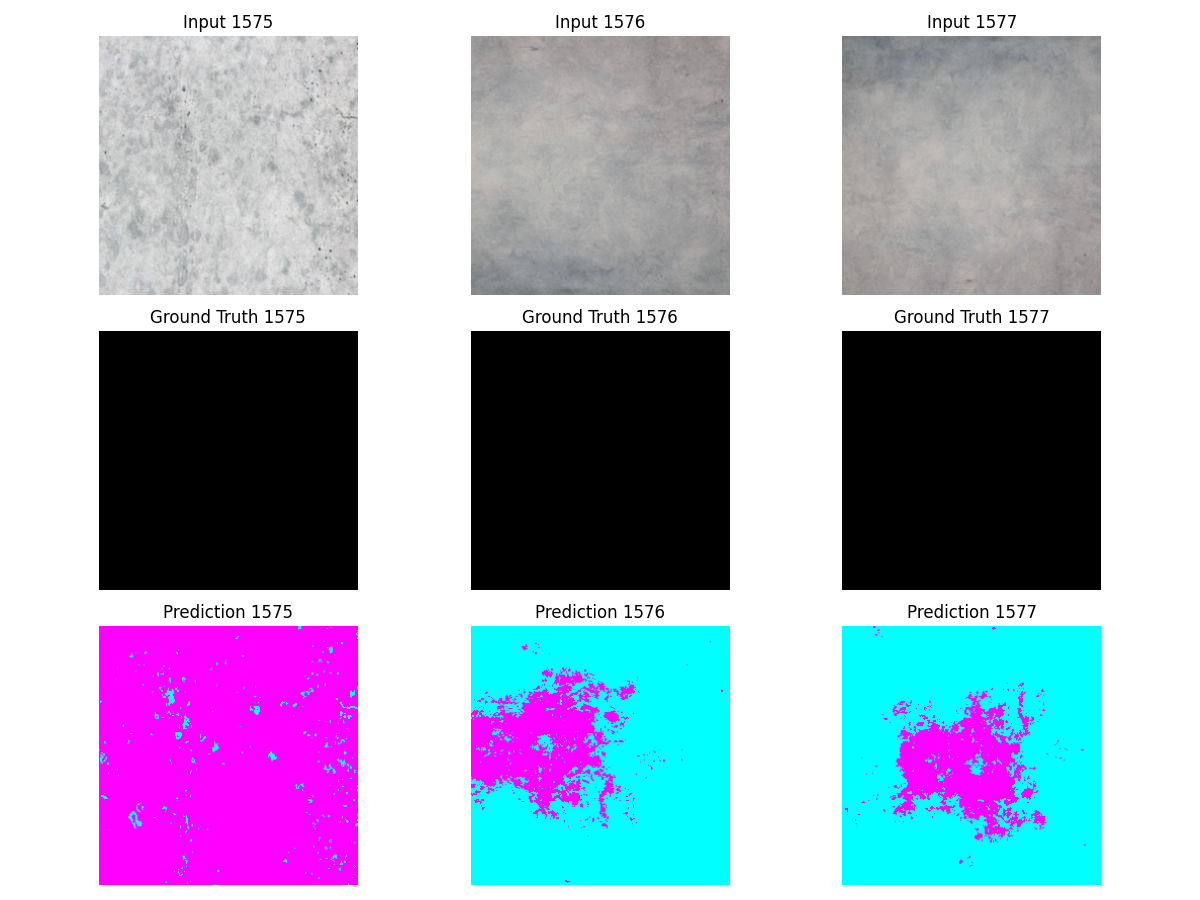 Input 1575
Input 1576
Input 1577
Ground Truth 1575
Ground Truth 1576
Ground Truth 1577
Prediction 1575
Prediction 1576
Prediction 1577